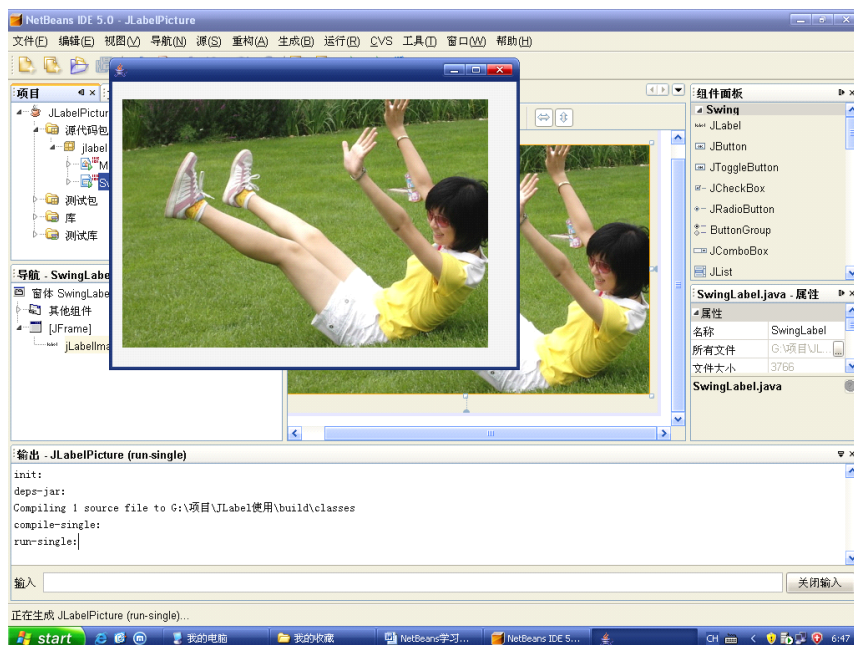 NetBeans IDE 5.0 - JLabelPicture
文件(F) 编辑(E) 视图(V) 导航(N) 源(S) 重构(A) 生成(B) 运行(R) CVS 工具(T) 窗口(W) 帮助(H)
项目
JLabelPictur
源代码包
jlabel
M
Sw
测试包
库
测试库
导航 - SwingLabe
窗体 SwingLabe
其他组件
[JFrame]
jLabelIma
组件面板
Swing
JLabel
JButton
JToggleButton
JCheckBox
JRadioButton
ButtonGroup
JComboBox
JList
SwingLabel.java - 属性
属性
名称 SwingLabel
所有文件 G:\项目\JL... ...
文件大小 3766
SwingLabel.java
输出 - JLabelPicture (run-single)
init:
deps-jar:
Compiling 1 source file to G:\项目\JLabel使用\build\classes
compile-single:
run-single:
输入 关闭输入
正在生成 JLabelPicture (run-single)...
start 我的电脑 我的收藏 NetBeans学习... NetBeans IDE 5... CH 6:47